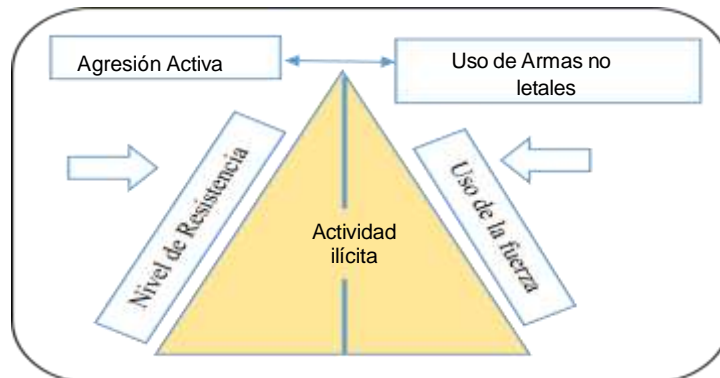 Agresión Activa
Uso de Armas no
letales
Nivel de Resistencia
Uso de la fuerza
Actividad
ilícita